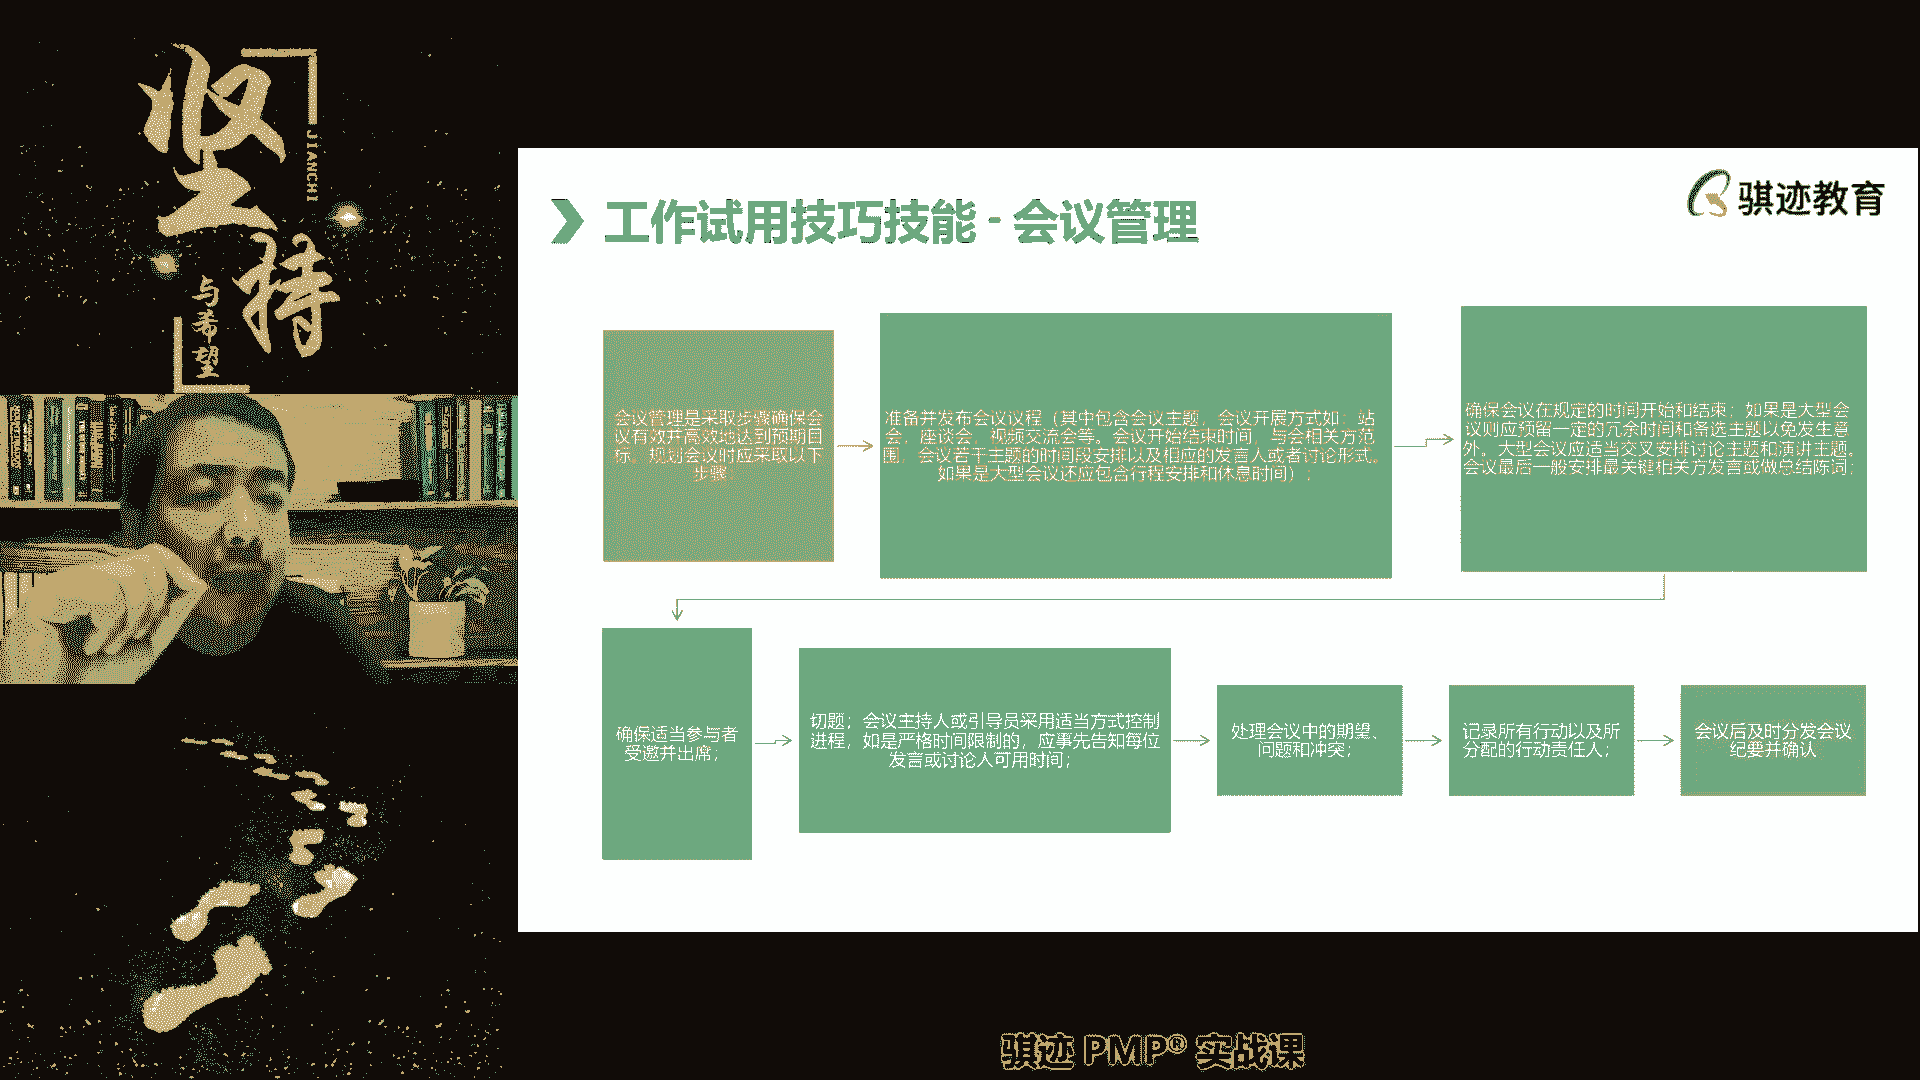 坚
持
JIANCHI
与希望
骐迹教育
工作试用技巧技能 - 会议管理
会议管理是采取步骤确保会
议有效并高效地达到预期目
标。规划会议时应采取以下
步骤
准备并发布会议议程（其中包含会议主题，会议开展方式如：站
会，座谈会，视频交流会等。会议开始结束时间，与会相关方范
围，会议若干主题的时间段安排以及相应的发言人或者讨论形式。
如果是大型会议还应包含行程安排和休息时间）；
确保会议在规定的时间开始和结束；如果是大型会
议则应预留一定的冗余时间和备选主题以免发生意
外。大型会议应适当交叉安排讨论主题和演讲主题。
会议最后一般安排最关键相关方发言或做总结陈词；
确保适当参与者
受邀并出席；
切题；会议主持人或引导员采用适当方式控制
进程，如是严格时间限制的，应事先告知每位
发言或讨论人可用时间；
处理会议中的期望、
问题和冲突；
记录所有行动以及所
分配的行动责任人；
会议后及时分发会议
纪要并确认
骐迹 PMP® 实战课